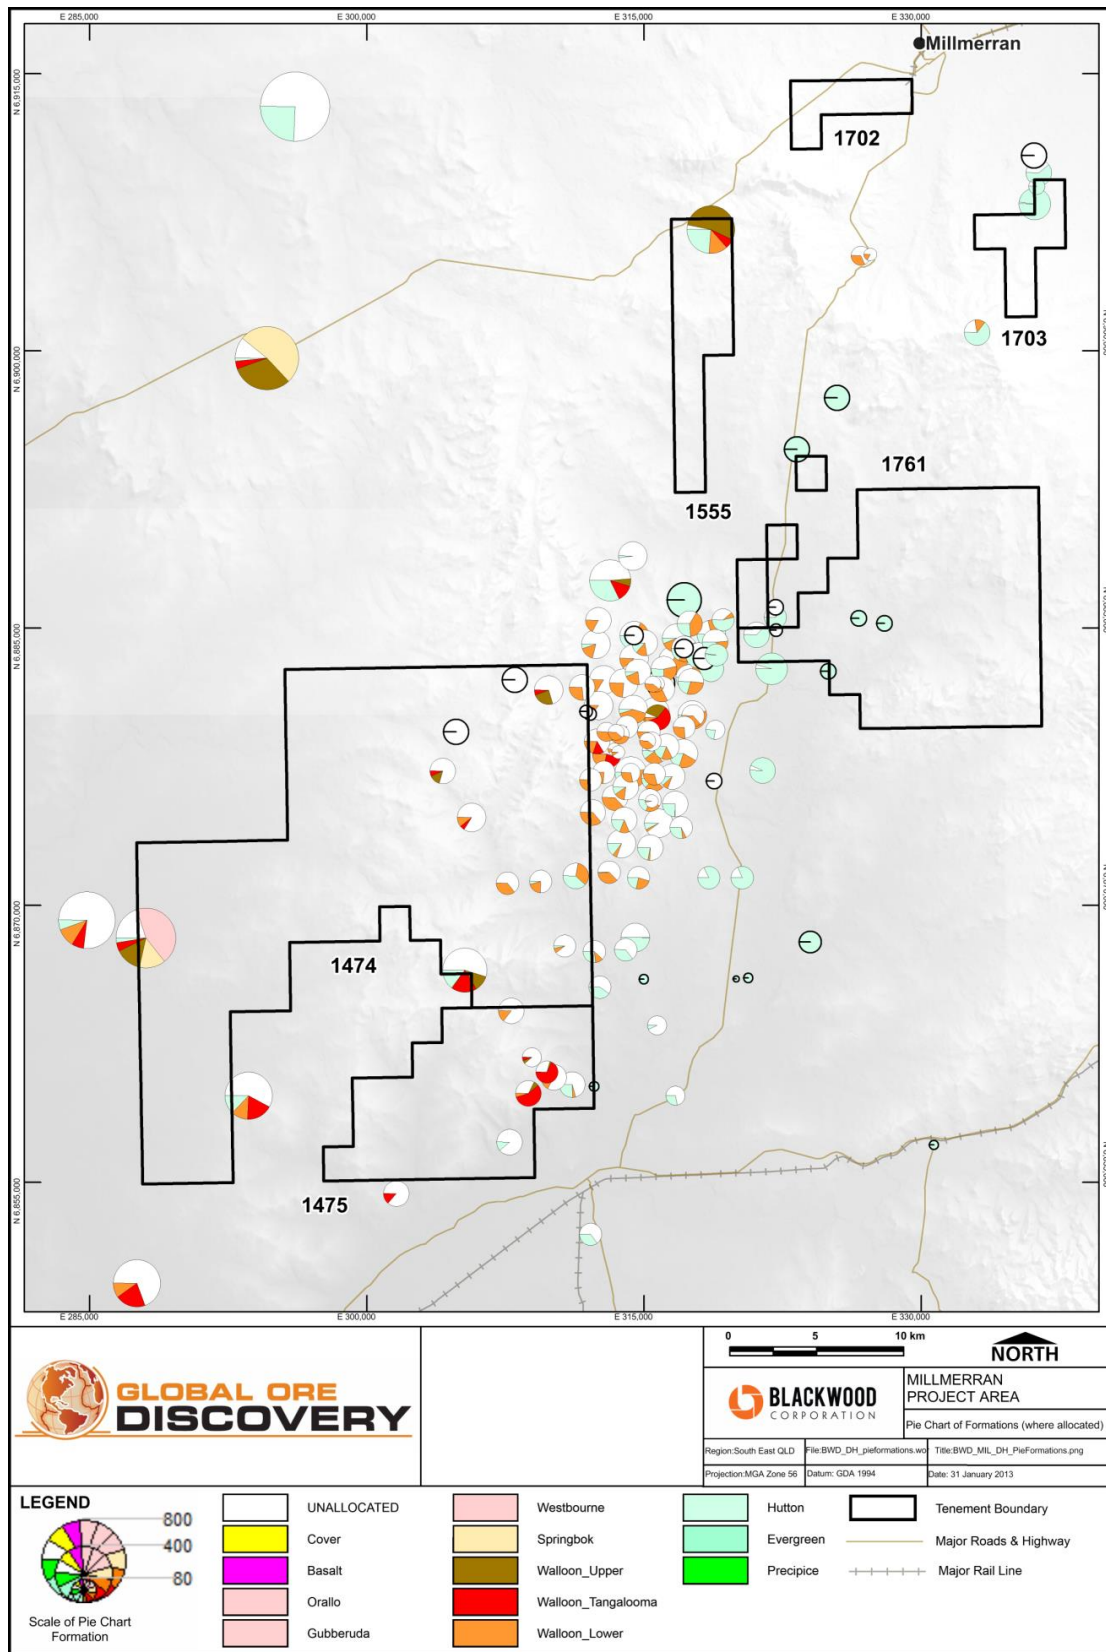 E 285,000 E 300,000 E 315,000 E 330,000
Millmerran
N 6,915,000
1702
1703
N 6,900,000
1761
1555
N 6,885,000
N 6,870,000
1474
N 6,855,000
1475
E 285,000 E 300,000 E 315,000 E 330,000
GLOBAL ORE
DISCOVERY
0 5 10 km
NORTH
BLACKWOOD
CORPORATION
MILLMERRAN
PROJECT AREA
Pie Chart of Formations (where allocated)
Region:South East QLD File:BWD_DH_pieformations.wor Title:BWD_MIL_DH_PieFormations.png
Projection:MGA Zone 56 Datum: GDA 1994 Date: 31 January 2013
LEGEND
800
400
80
Scale of Pie Chart
Formation
UNALLOCATED
Cover
Basalt
Orallo
Gubberuda
Westbourne
Springbok
Walloon_Upper
Walloon_Tangalooma
Walloon_Lower
Hutton
Evergreen
Precipice
Tenement Boundary
Major Roads & Highway
Major Rail Line